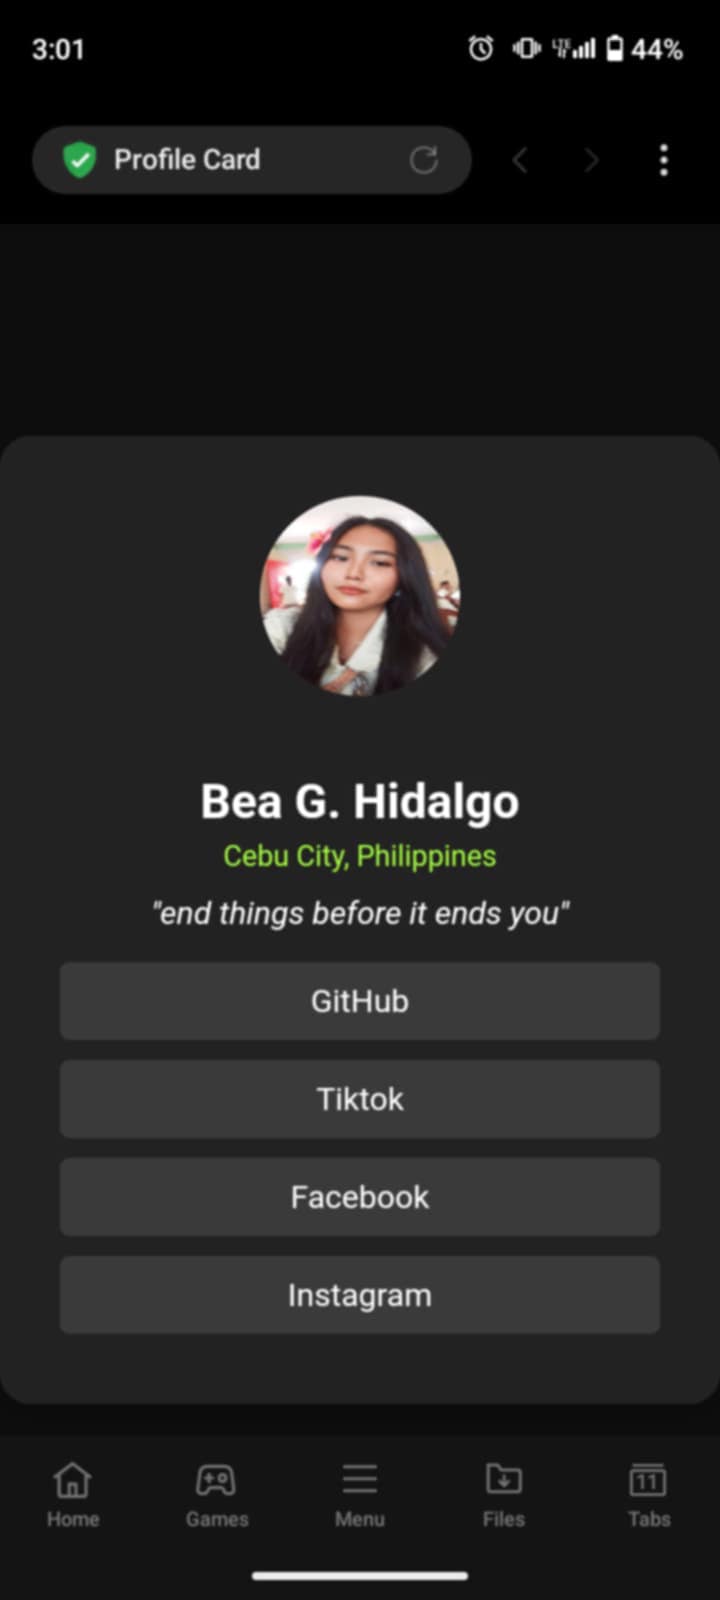 3:01
LTE 44%
Profile Card
Bea G. Hidalgo
Cebu City, Philippines
"end things before it ends you"
GitHub
Tiktok
Facebook
Instagram
11
Home Games Menu Files Tabs